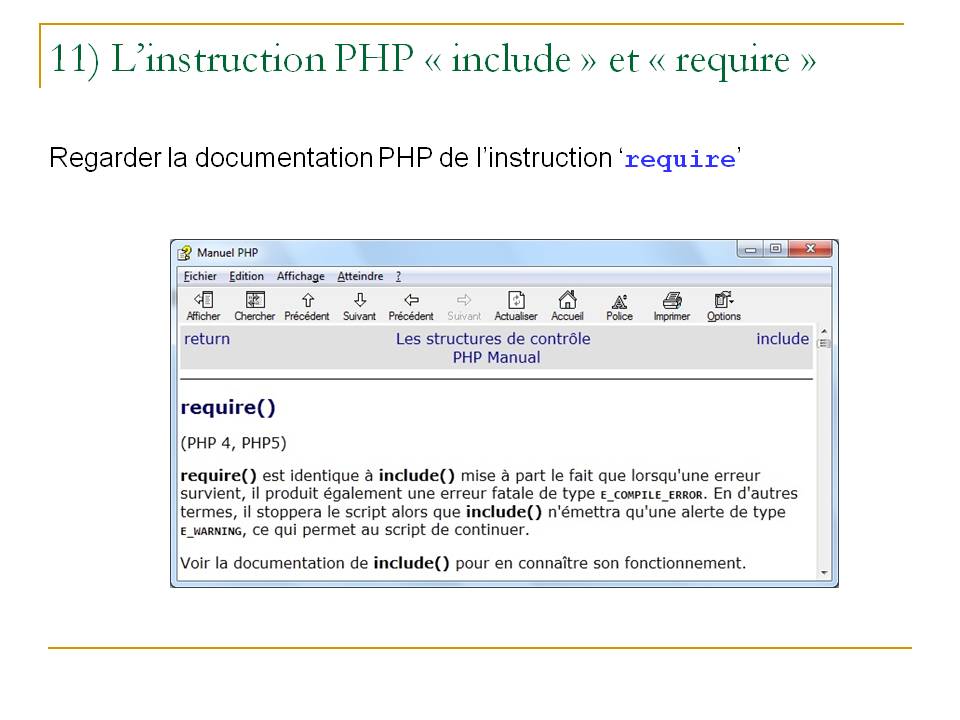 11) L’instruction PHP « include » et « require »
Regarder la documentation PHP de l’instruction ‘require’
Manuel PHP
Fichier Edition Affichage Atteindre ?
Afficher Chercher Précédent Suivant Précédent Suivant Actualiser Accueil Police Imprimer Options
return Les structures de contrôle include
PHP Manual
require()
(PHP 4, PHP5)
require() est identique à include() mise à part le fait que lorsqu'une erreur
survient, il produit également une erreur fatale de type E_COMPILE_ERROR. En d'autres
termes, il stoppera le script alors que include() n'émettra qu'une alerte de type
E_WARNING, ce qui permet au script de continuer.
Voir la documentation de include() pour en connaître son fonctionnement.